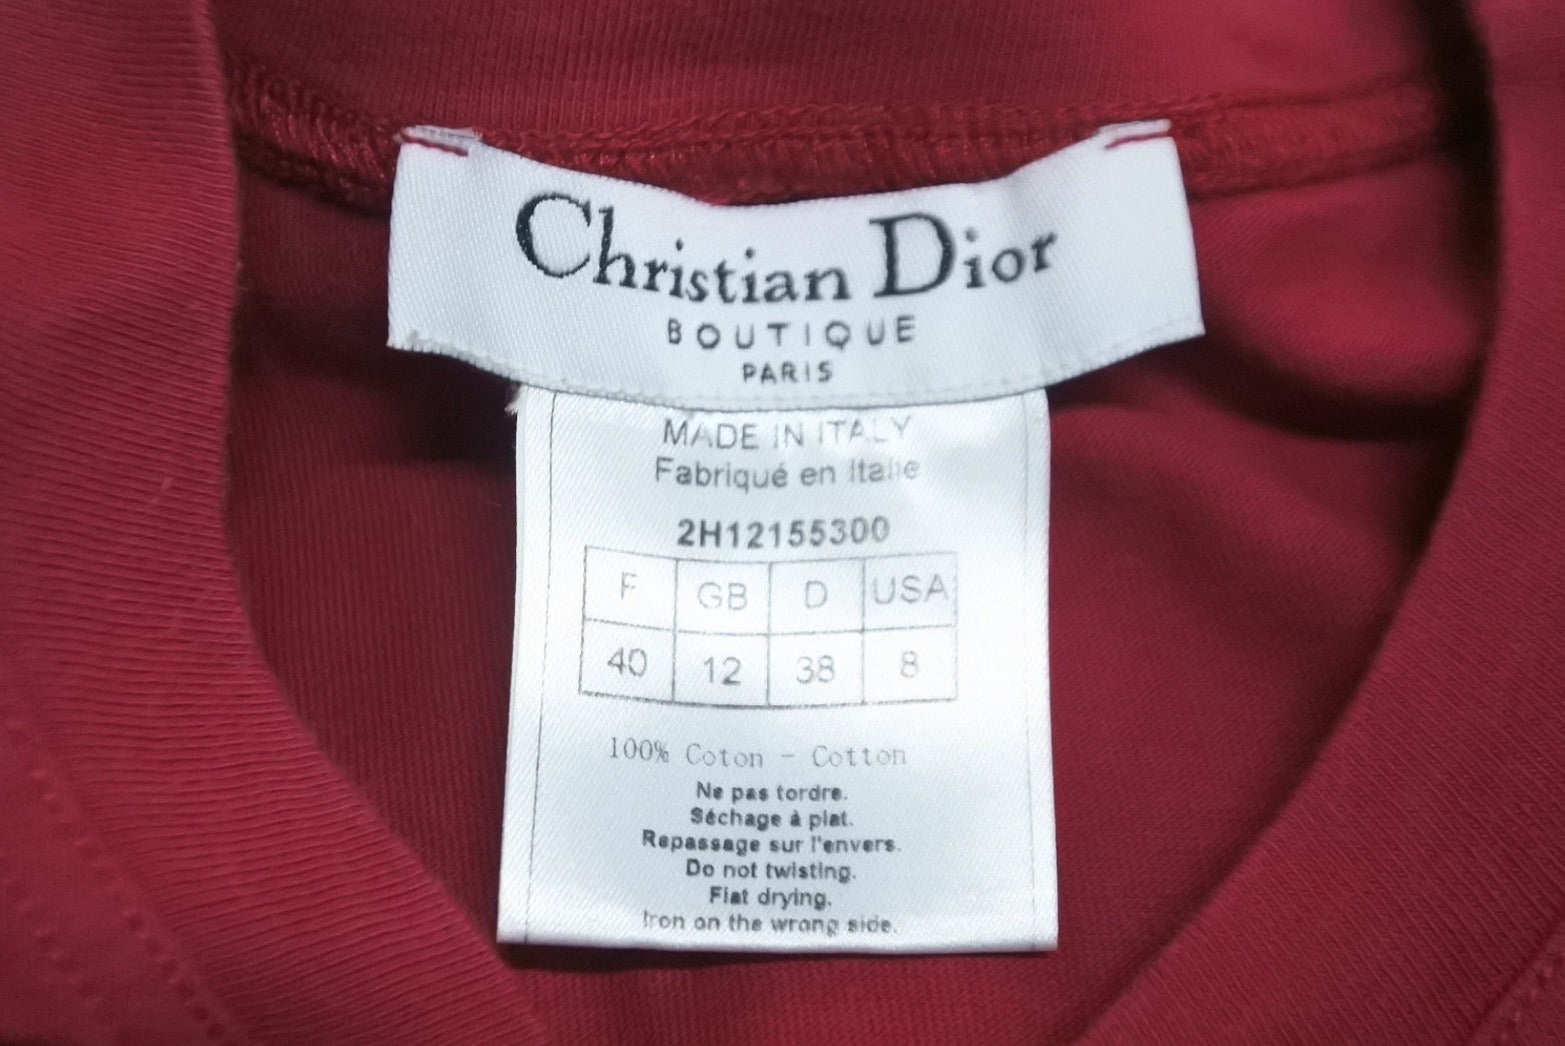 Christian Dior
BOUTIQUE
PARIS
MADE IN ITALY
Fabriqué en Italie
2H12155300
F GB D USA
40 12 38 8
100% Coton - Cotton
Ne pas tordre.
Séchage à plat.
Repassage sur l'envers.
Do not twisting.
Flat drying.
Iron on the wrong side.